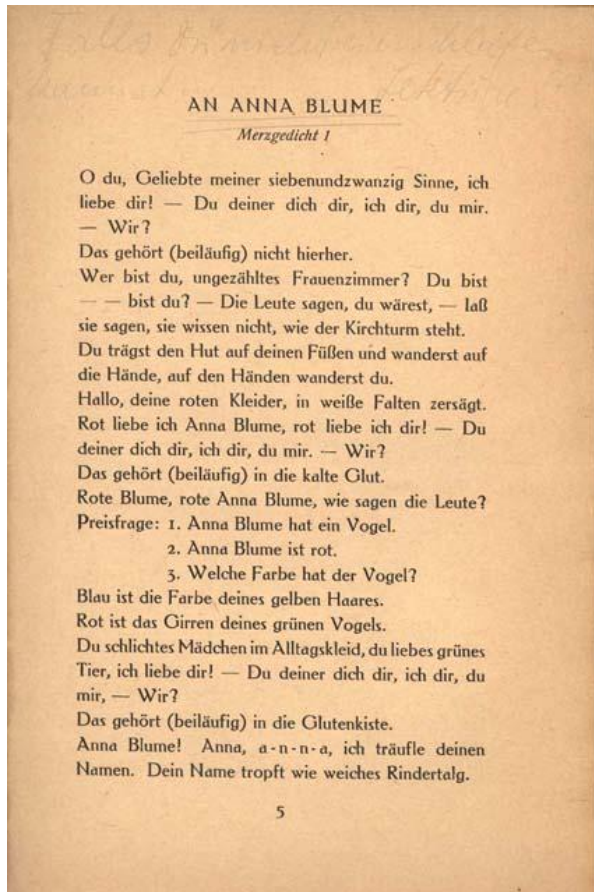 Falls
Lektüre
AN ANNA BLUME
Merzgedicht 1
O du, Geliebte meiner siebenundzwanzig Sinne, ich
liebe dir! — Du deiner dich dir, ich dir, du mir.
— Wir?
Das gehört (beiläufig) nicht hierher.
Wer bist du, ungezähltes Frauenzimmer? Du bist
— — bist du? — Die Leute sagen, du wärest, — laß
sie sagen, sie wissen nicht, wie der Kirchturm steht.
Du trägst den Hut auf deinen Füßen und wanderst auf
die Hände, auf den Händen wanderst du.
Hallo, deine roten Kleider, in weiße Falten zersägt.
Rot liebe ich Anna Blume, rot liebe ich dir! — Du
deiner dich dir, ich dir, du mir. — Wir?
Das gehört (beiläufig) in die kalte Glut.
Rote Blume, rote Anna Blume, wie sagen die Leute?
Preisfrage: 1. Anna Blume hat ein Vogel.
2. Anna Blume ist rot.
3. Welche Farbe hat der Vogel?
Blau ist die Farbe deines gelben Haares.
Rot ist das Girren deines grünen Vogels.
Du schlichtes Mädchen im Alltagskleid, du liebes grünes
Tier, ich liebe dir! — Du deiner dich dir, ich dir, du
mir, — Wir?
Das gehört (beiläufig) in die Glutenkiste.
Anna Blume! Anna, a-n-n-a, ich träufle deinen
Namen. Dein Name tropft wie weiches Rindertalg.
5